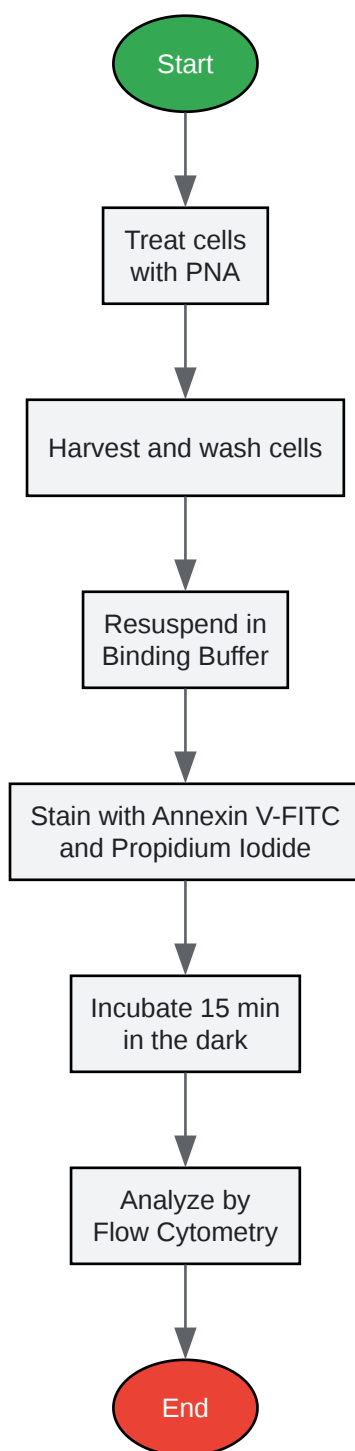 Start
Treat cells
with PNA
Harvest and wash cells
Resuspend in
Binding Buffer
Stain with Annexin V-FITC
and Propidium Iodide
Incubate 15 min
in the dark
Analyze by
Flow Cytometry
End